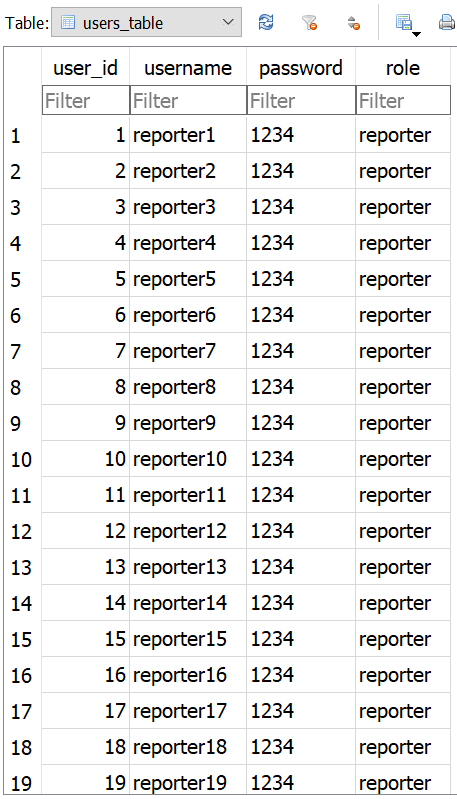 Table: users_table
user_id username password role
Filter Filter Filter Filter
1 1 reporter1 1234 reporter
2 2 reporter2 1234 reporter
3 3 reporter3 1234 reporter
4 4 reporter4 1234 reporter
5 5 reporter5 1234 reporter
6 6 reporter6 1234 reporter
7 7 reporter7 1234 reporter
8 8 reporter8 1234 reporter
9 9 reporter9 1234 reporter
10 10 reporter10 1234 reporter
11 11 reporter11 1234 reporter
12 12 reporter12 1234 reporter
13 13 reporter13 1234 reporter
14 14 reporter14 1234 reporter
15 15 reporter15 1234 reporter
16 16 reporter16 1234 reporter
17 17 reporter17 1234 reporter
18 18 reporter18 1234 reporter
19 19 reporter19 1234 reporter